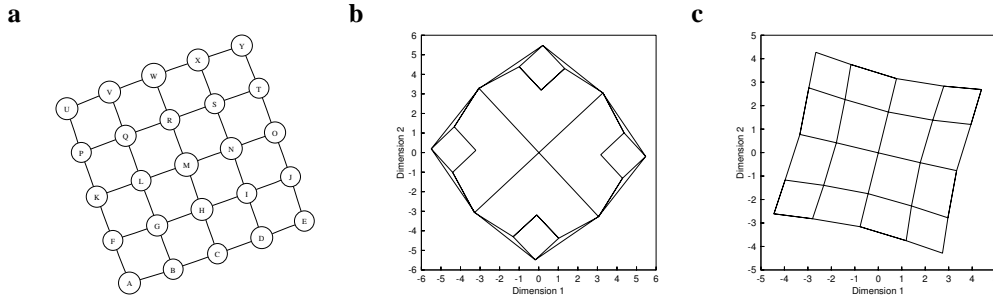 a
b
c
Y
X
W
V
U
T
S
R
Q
P
O
N
M
L
K
J
I
H
G
F
E
D
C
B
A
6
5
4
3
2
1
0
-1
-2
-3
-4
-5
-6
Dimension 2
-6 -5 -4 -3 -2 -1 0 1 2 3 4 5 6
Dimension 1
5
4
3
2
1
0
-1
-2
-3
-4
-5
Dimension 2
-5 -4 -3 -2 -1 0 1 2 3 4
Dimension 1